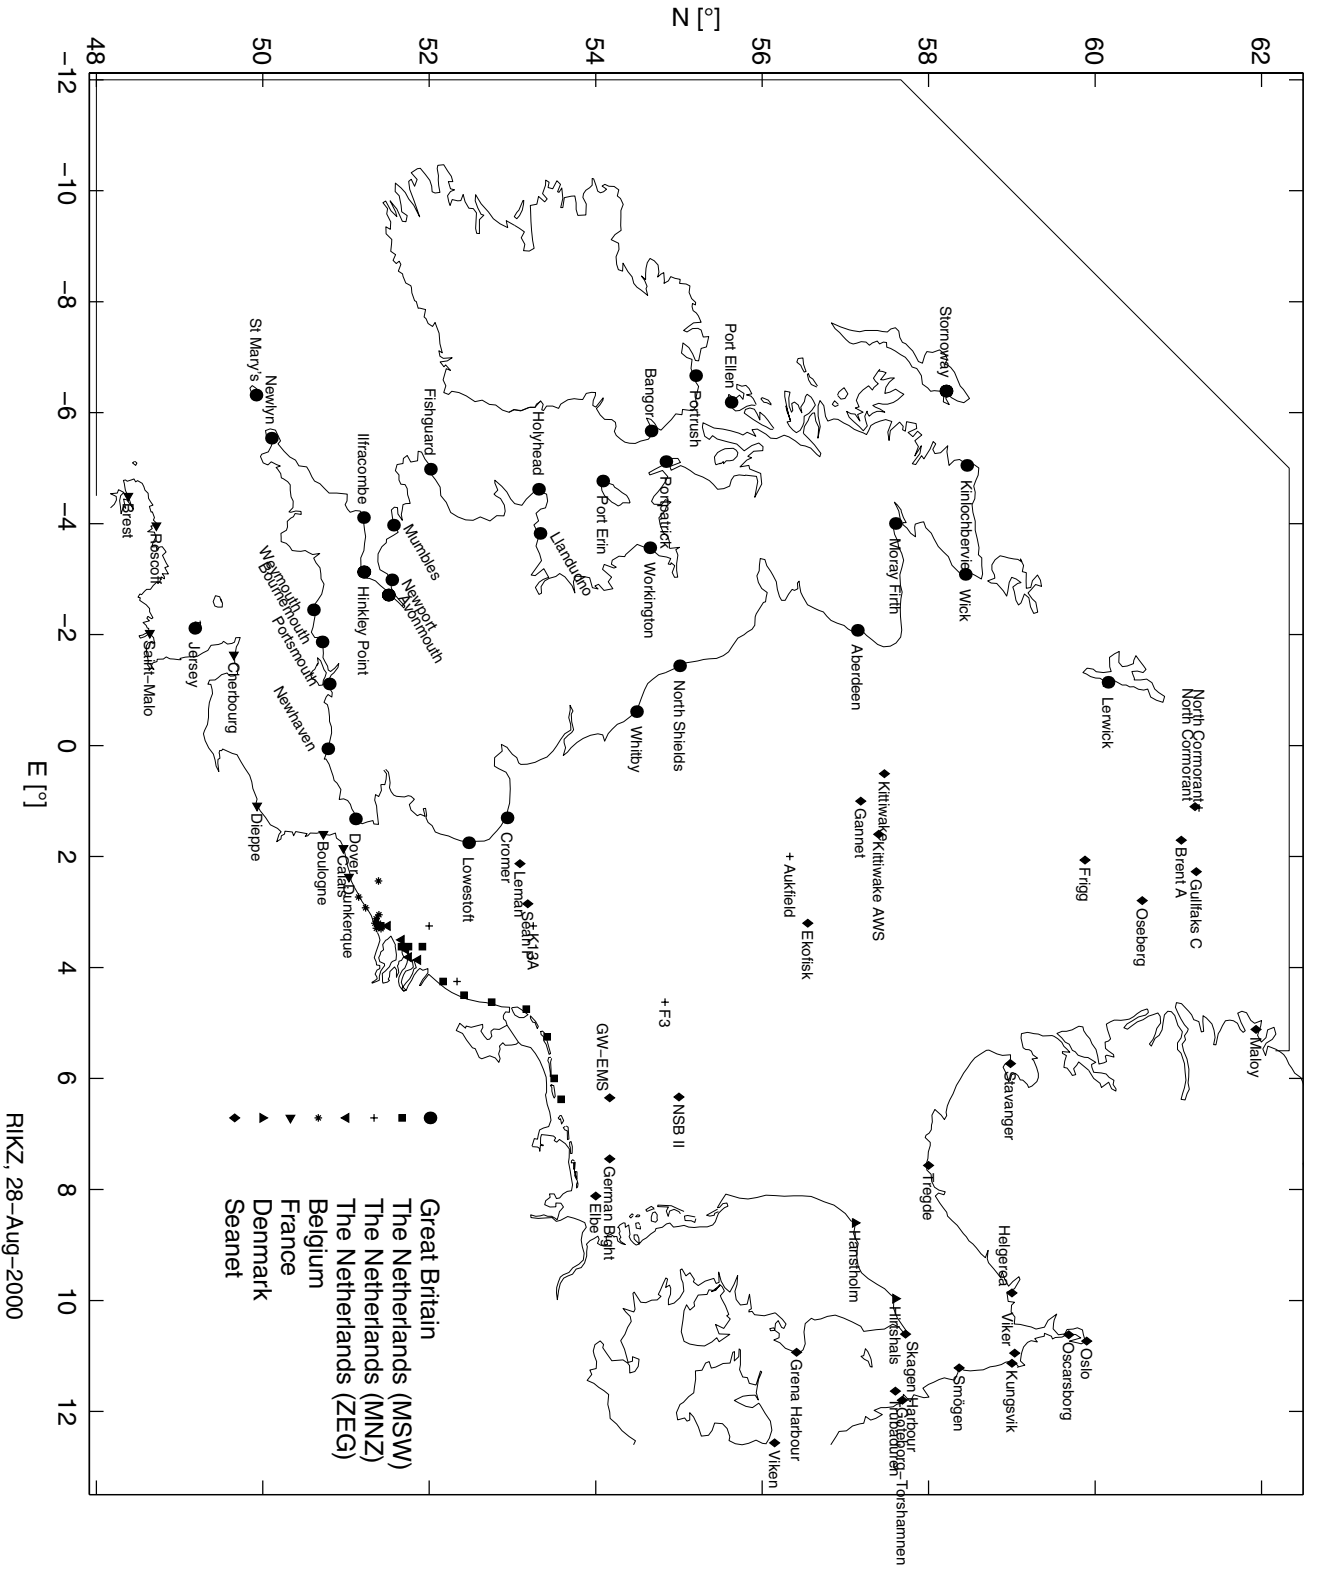 N [°]
62
60
58
56
54
52
50
48
−12
−10
−8
−6
−4
−2
0
2
4
6
8
10
12
E [°]
Stornoway
Kinlochbervie
Wick
Lerwick
North Cormorant
North Cormorant
Brent A
Gullfaks C
Frigg
Oseberg
Maloy
Port Ellen
Portrush
Bangor
Portpatrick
Port Erin
Workington
Moray Firth
Aberdeen
North Shields
Whitby
Kittiwake
Kittiwake AWS
Gannet
Aukfield
Ekofisk
Holyhead
Llandudno
Fishguard
Mumbles
Newport
Avonmouth
Ilfracombe
Hinkley Point
St Mary's
Newlyn
Weymouth
Bournemouth
Portsmouth
Newhaven
Dover
Lowestoft
Cromer
Leman
Sean P
K13A
F3
GW−EMS
NSB II
German Bight
Elbe
Brest
Roscoff
Saint−Malo
Jersey
Cherbourg
Dieppe
Boulogne
Calais
Dunkerque
Stavanger
Tregde
Helgeroa
Viker
Oslo
Oscarsborg
Kungsvik
Smögen
Hanstholm
Hirtshals
Skagen Harbour
Göteborg−Torshamnen
Grena Harbour
Viken
Great Britain
The Netherlands (MSW)
The Netherlands (MNZ)
The Netherlands (ZEG)
Belgium
France
Denmark
Seanet
RIKZ, 28−Aug−2000